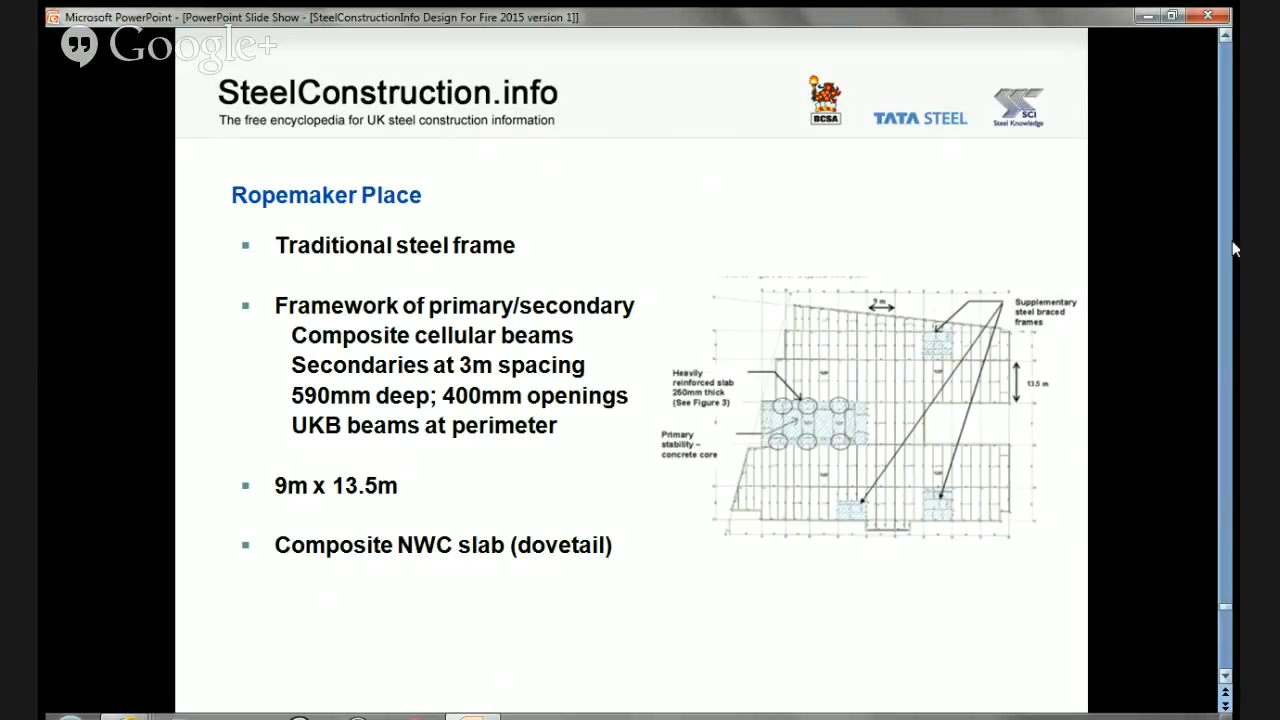 Microsoft PowerPoint - [PowerPoint Slide Show - [SteelConstructionInfo Design For Fire 2015 version 1]]
Google+
SteelConstruction.info
The free encyclopedia for UK steel construction information
BCSA
TATA STEEL
SCI
Steel Knowledge
Ropemaker Place
Traditional steel frame
Framework of primary/secondary
Composite cellular beams
Secondaries at 3m spacing
590mm deep; 400mm openings
UKB beams at perimeter
9m x 13.5m
Composite NWC slab (dovetail)
9 m
Supplementary
steel braced
frames
Heavily
reinforced slab
260mm thick
(See Figure 3)
13.5 m
Primary
stability–
concrete core